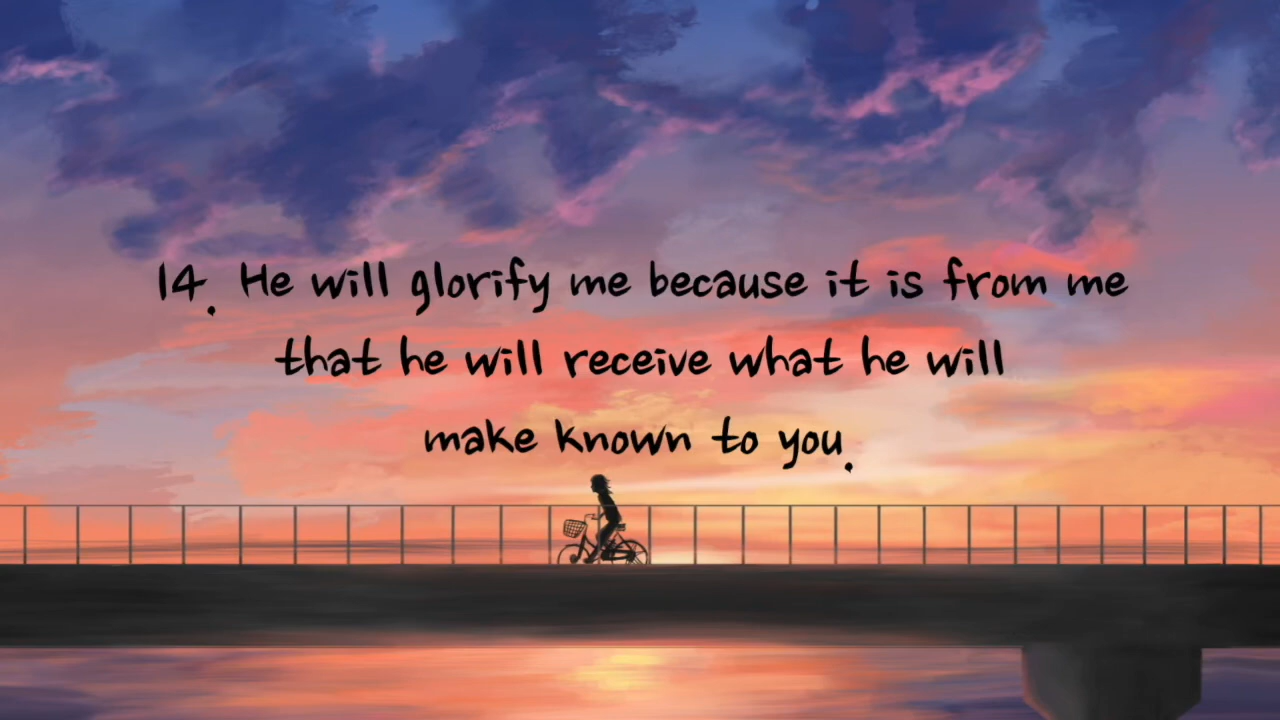 14. He will glorify me because it is from me
that he will receive what he will
make known to you.